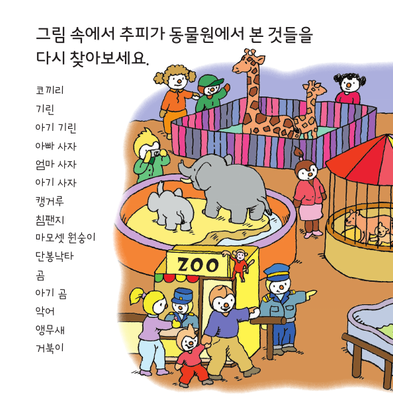 그림 속에서 추피가 동물원에서 본 것들을
다시 찾아보세요.
코끼리
기린
아기 기린
아빠 사자
엄마 사자
아기 사자
캥거루
침팬지
마모셋 원숭이
단봉낙타
곰
아기 곰
악어
앵무새
거북이
ZOO